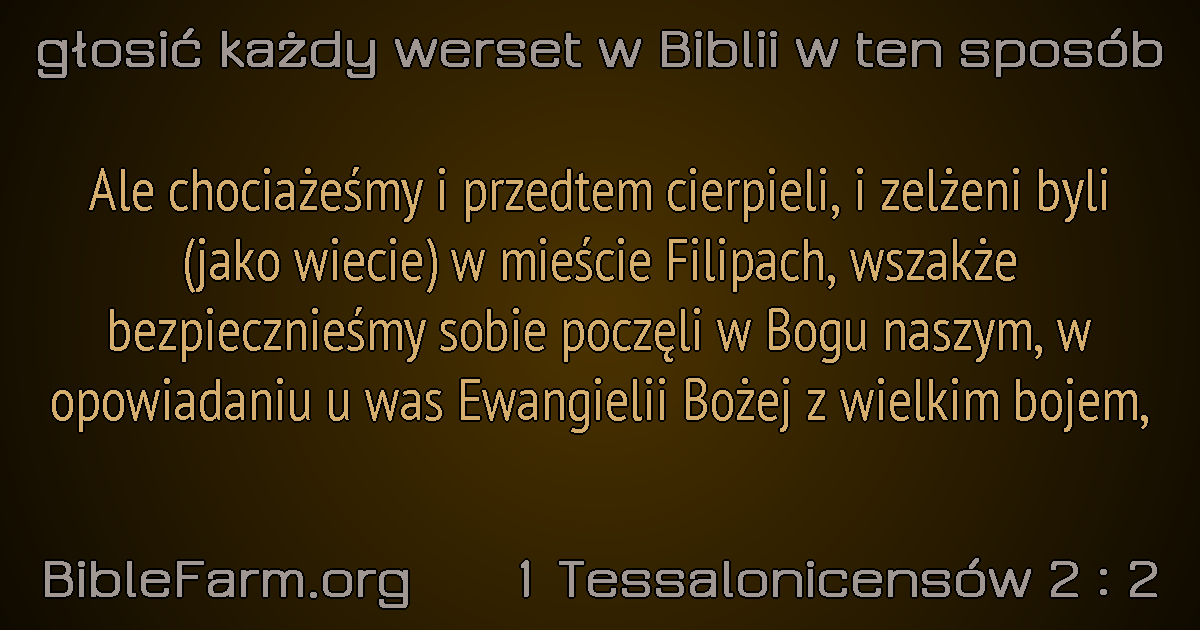 głosić każdy werset w Biblii w ten sposób
Ale chociażeśmy i przedtem cierpieli, i zelżeni byli
(jako wiecie) w mieście Filipach, wszakże
bezpiecznieśmy sobie poczęli w Bogu naszym, w
opowiadaniu u was Ewangielii Bożej z wielkim bojem,
BibleFarm.org 1 Tessalonicensów 2 : 2